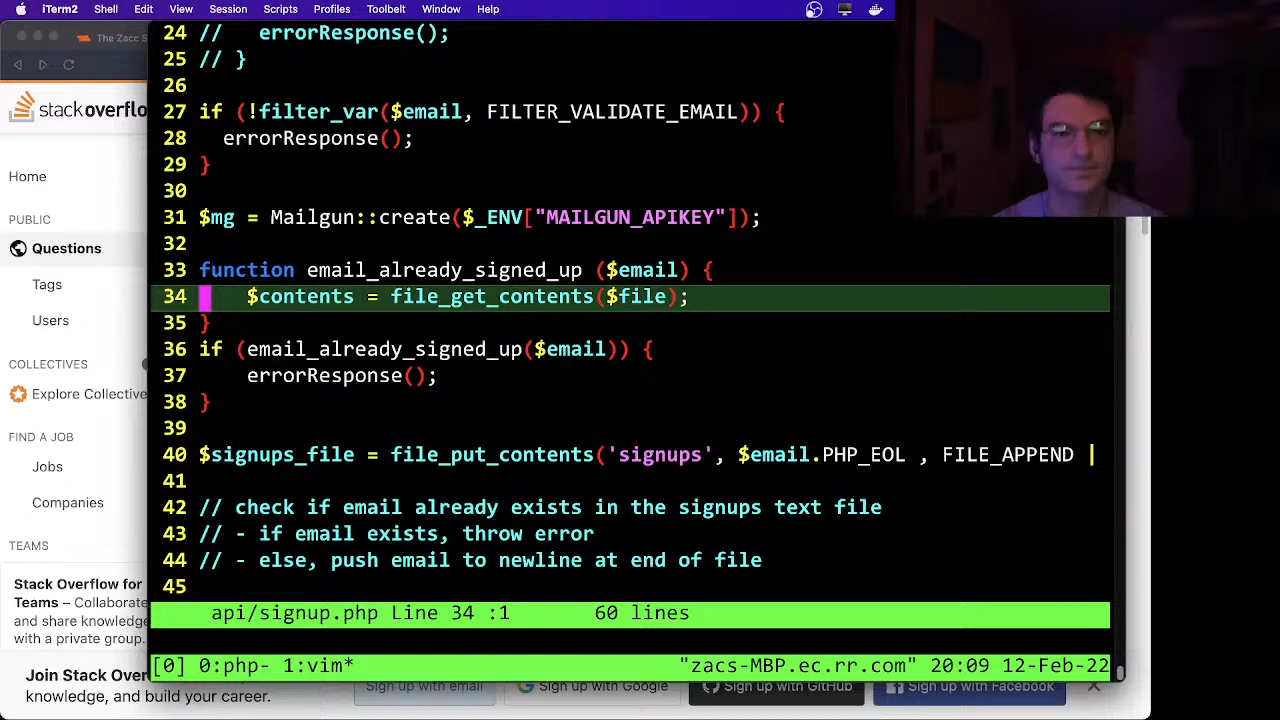 iTerm2 Shell Edit View Session Scripts Profiles Toolbelt Window Help
The Zacc S
stackoverflo
Home
PUBLIC
Questions
Tags
Users
COLLECTIVES
Explore Collective
FIND A JOB
Jobs
Companies
TEAMS
Stack Overflow for
Teams – Collaborate
and share knowledge
with a private group.
Join Stack Over
knowledge, and build your career.
24 //   errorResponse();
25 // }
26
27 if (!filter_var($email, FILTER_VALIDATE_EMAIL)) {
28   errorResponse();
29 }
30
31 $mg = Mailgun::create($_ENV["MAILGUN_APIKEY"]);
32
33 function email_already_signed_up ($email) {
34     $contents = file_get_contents($file);
35 }
36 if (email_already_signed_up($email)) {
37     errorResponse();
38 }
39
40 $signups_file = file_put_contents('signups', $email.PHP_EOL , FILE_APPEND |
41
42 // check if email already exists in the signups text file
43 // - if email exists, throw error
44 // - else, push email to newline at end of file
45
api/signup.php Line 34 :1 60 lines
[0] 0:php- 1:vim* "zacs-MBP.ec.rr.com" 20:09 12-Feb-22
Sign up with email Sign up with Google Sign up with GitHub Sign up with Facebook